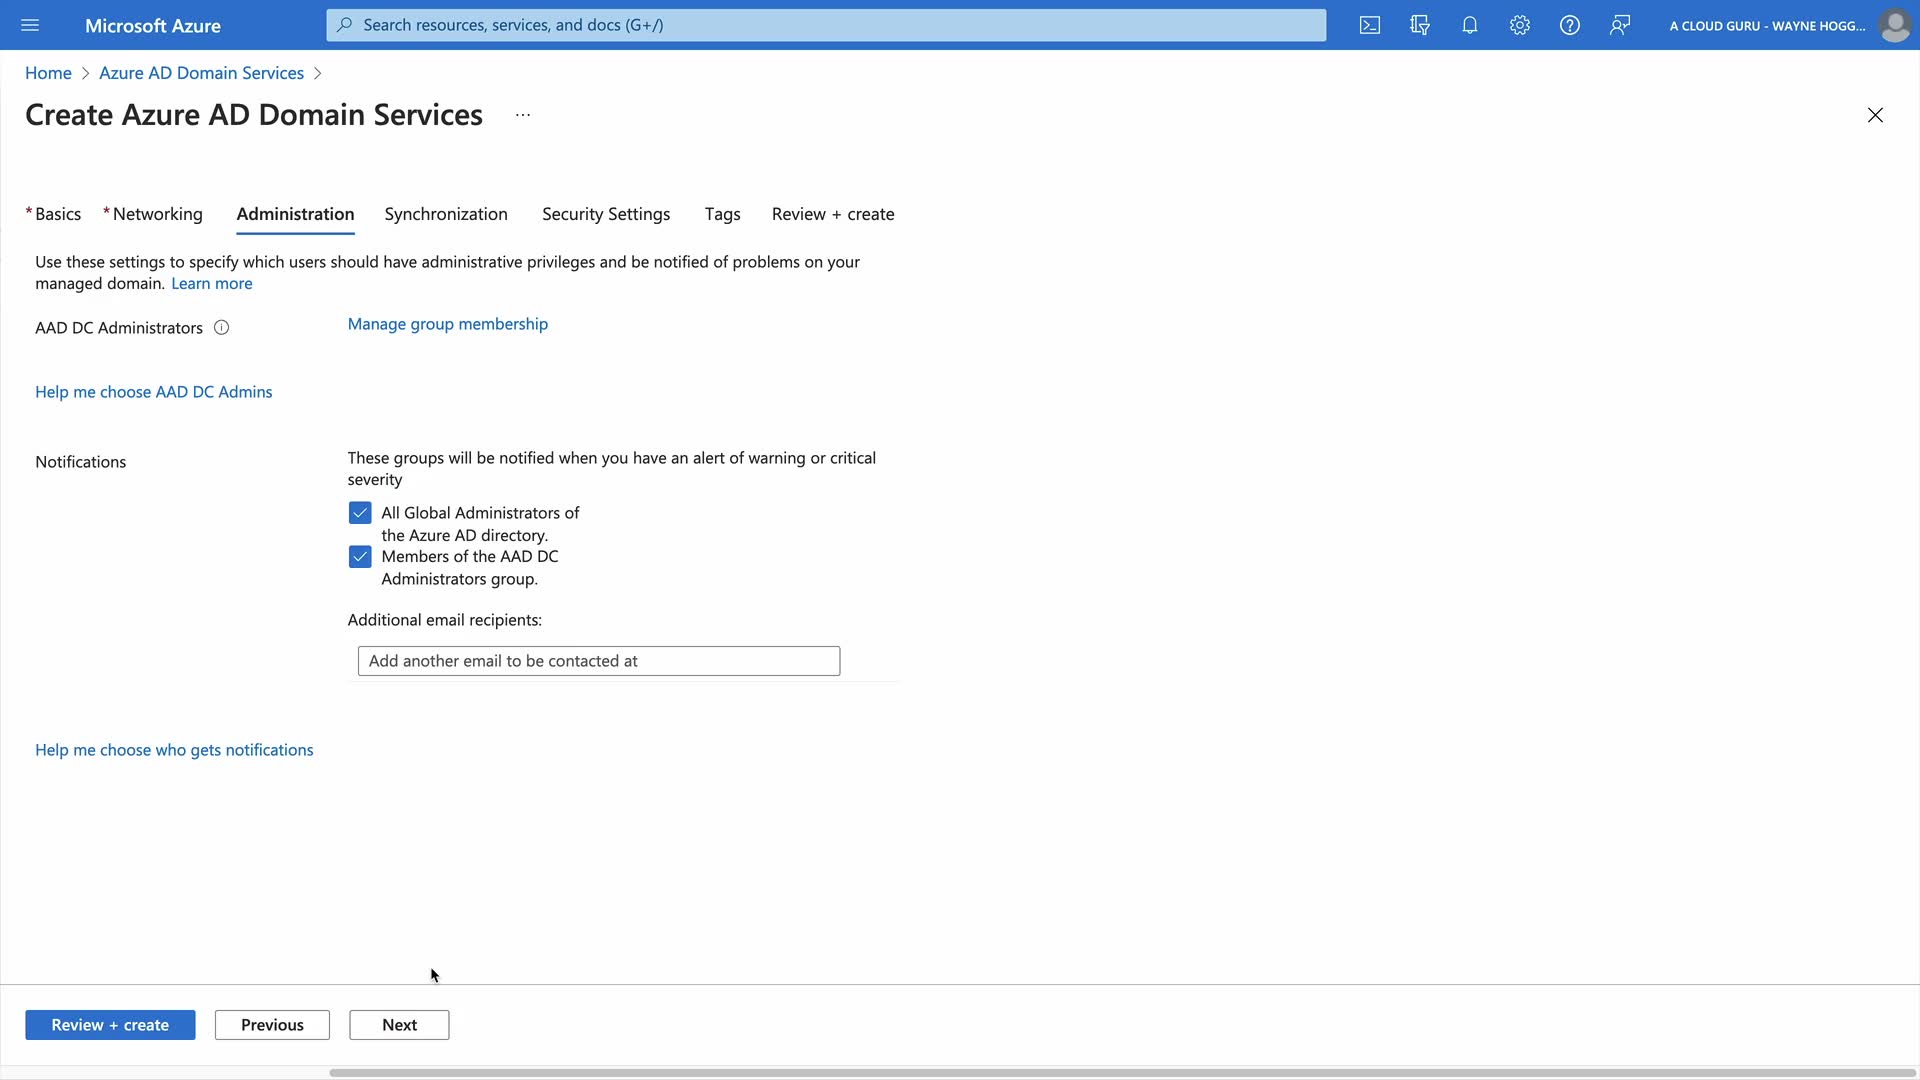 Microsoft Azure
Search resources, services, and docs (G+/)
A CLOUD GURU - WAYNE HOGG...
Home > Azure AD Domain Services >
Create Azure AD Domain Services ...
* Basics * Networking Administration Synchronization Security Settings Tags Review + create
Use these settings to specify which users should have administrative privileges and be notified of problems on your
managed domain. Learn more
AAD DC Administrators
Manage group membership
Help me choose AAD DC Admins
Notifications
These groups will be notified when you have an alert of warning or critical
severity
All Global Administrators of
the Azure AD directory.
Members of the AAD DC
Administrators group.
Additional email recipients:
Add another email to be contacted at
Help me choose who gets notifications
Review + create Previous Next